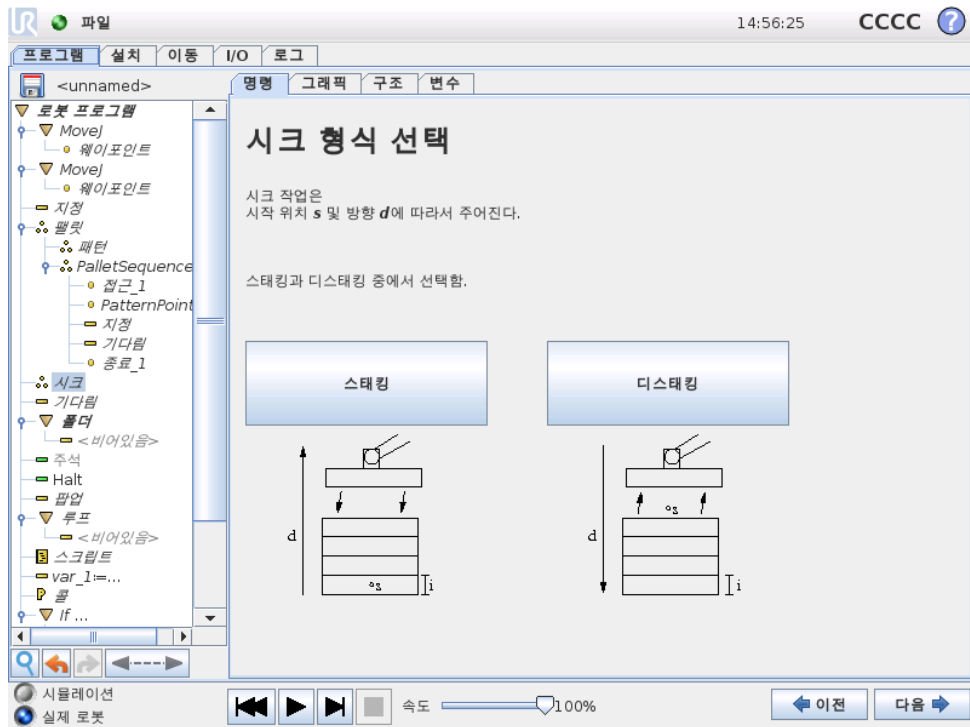 UR 파일 14:56:25 CCCC ?
프로그램 설치 이동 I/O 로그
<unnamed>
명령 그래픽 구조 변수
로봇 프로그램
MoveJ
웨이포인트
MoveJ
웨이포인트
지정
팰릿
패턴
PalletSequence
접근_1
PatternPoint
지정
기다림
종료_1
시크
기다림
폴더
<비어있음>
주석
Halt
팝업
루프
<비어있음>
스크립트
var_1:=...
콜
If ...
시크 형식 선택
시크 작업은
시작 위치 s 및 방향 d에 따라서 주어진다.
스태킹과 디스태킹 중에서 선택함.
스태킹 디스태킹
d s i
d s i
시뮬레이션
실제 로봇
속도 100%
이전 다음